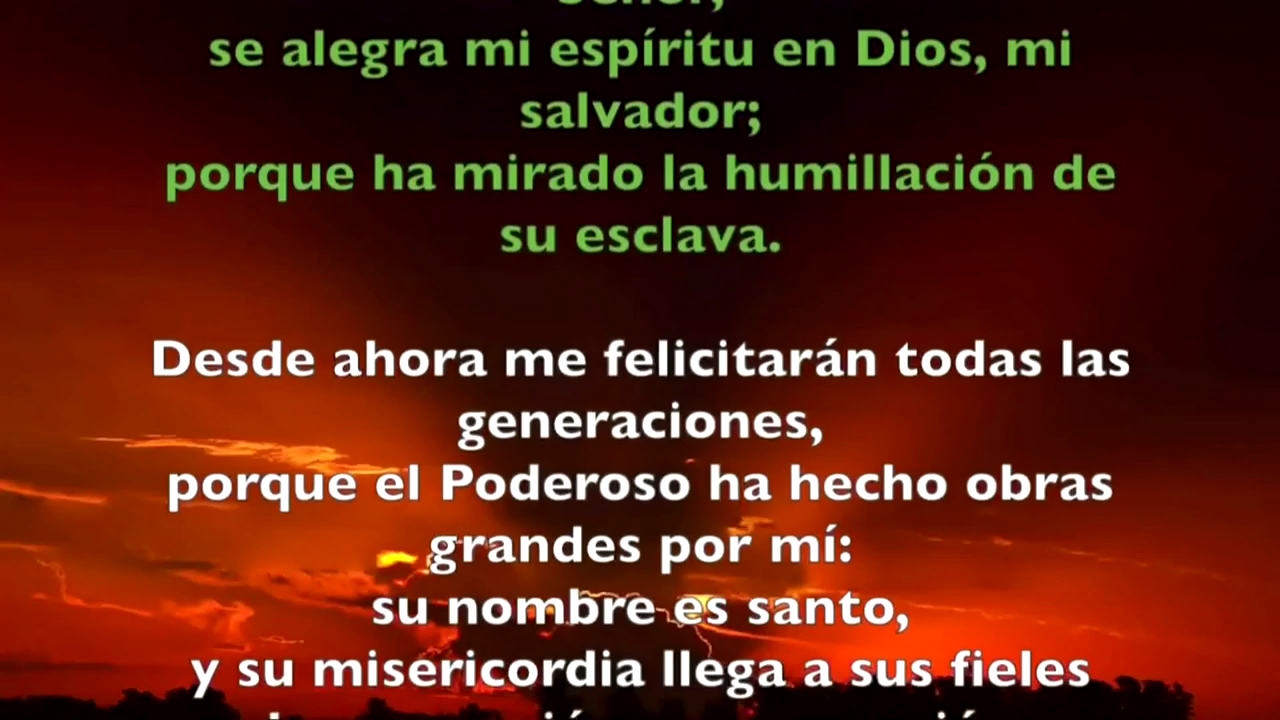 Señor,
se alegra mi espíritu en Dios, mi
salvador;
porque ha mirado la humillación de
su esclava.
Desde ahora me felicitarán todas las
generaciones,
porque el Poderoso ha hecho obras
grandes por mí:
su nombre es santo,
y su misericordia llega a sus fieles